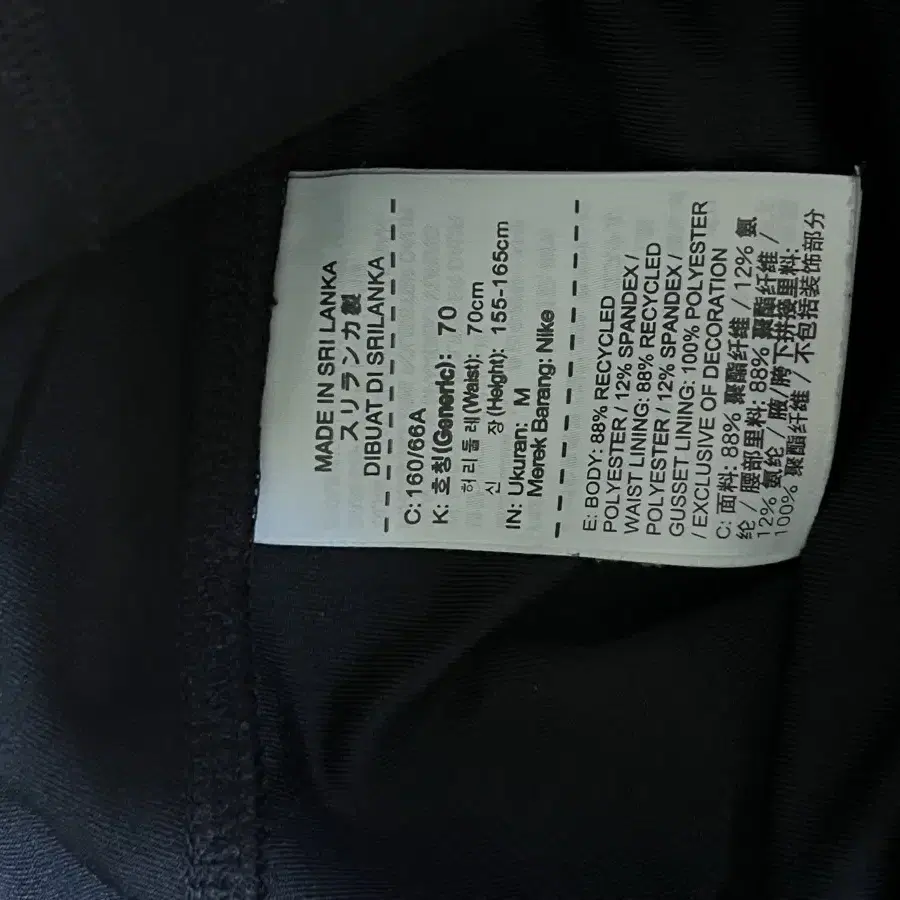 MADE IN SRI LANKA
スリランカ製
DIBUAT DI SRILANKA
C: 160/66A
K: 호칭(Generic): 70
허리둘레(Waist): 70cm
신 장(Height): 155-165cm
IN: Ukuran: M
Merek Barang: Nike
E: BODY: 88% RECYCLED
POLYESTER / 12% SPANDEX /
WAIST LINING: 88% RECYCLED
POLYESTER / 12% SPANDEX /
GUSSET LINING: 100% POLYESTER
/ EXCLUSIVE OF DECORATION
C: 面料: 88% 聚酯纤维 / 12% 氨
纶 / 腰部里料: 88% 聚酯纤维 /
12% 氨纶 / 腋/胯下拼接里料:
100% 聚酯纤维 / 不包括装饰部分